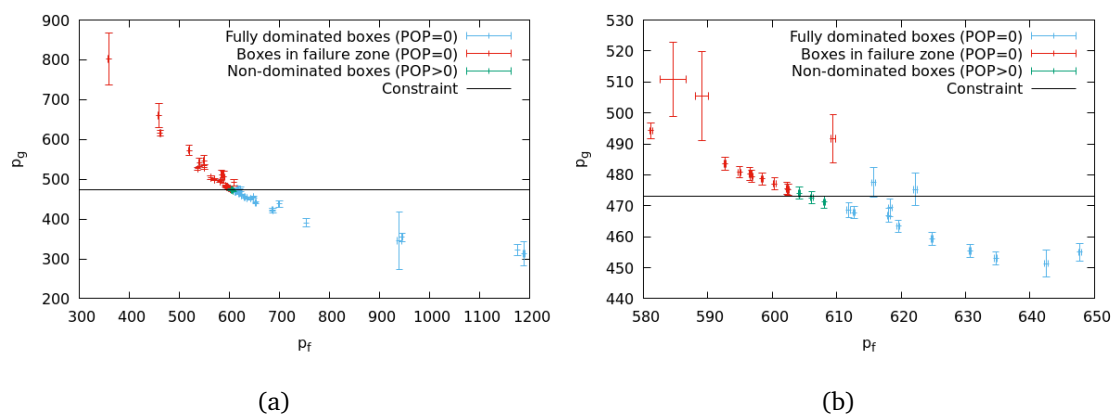 900
800
700
600
500
400
300
200
300 400 500 600 700 800 900 1000 1100 1200
p_g
p_f
Fully dominated boxes (POP=0)
Boxes in failure zone (POP=0)
Non-dominated boxes (POP>0)
Constraint
(a)
530
520
510
500
490
480
470
460
450
440
580 590 600 610 620 630 640 650
p_g
p_f
Fully dominated boxes (POP=0)
Boxes in failure zone (POP=0)
Non-dominated boxes (POP>0)
Constraint
(b)